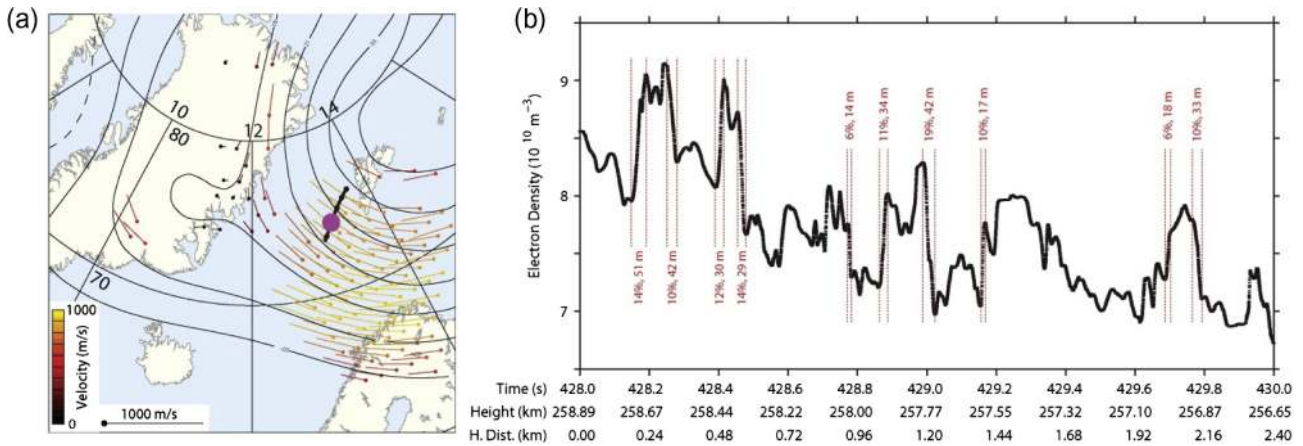 (a)
10
80
12
14
70
1000
0
Velocity (m/s)
1000 m/s
(b)
Electron Density (10¹⁰ m⁻³)
9
8
7
14%, 51 m
10%, 42 m
12%, 30 m
14%, 29 m
6%, 14 m
11%, 34 m
19%, 42 m
10%, 17 m
6%, 18 m
10%, 33 m
Time (s) 428.0 428.2 428.4 428.6 428.8 429.0 429.2 429.4 429.6 429.8 430.0
Height (km) 258.89 258.67 258.44 258.22 258.00 257.77 257.55 257.32 257.10 256.87 256.65
H. Dist. (km) 0.00 0.24 0.48 0.72 0.96 1.20 1.44 1.68 1.92 2.16 2.40